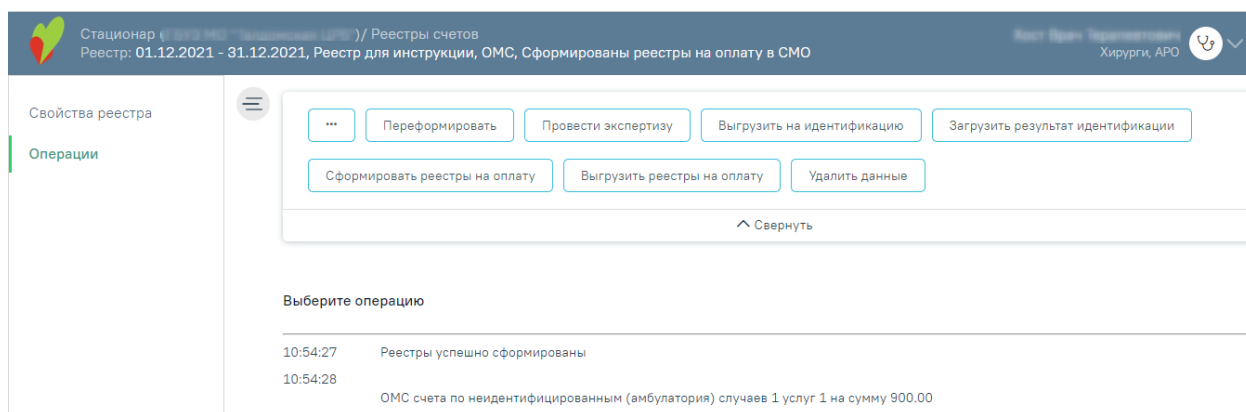 Стационар ( )/ Реестры счетов
Реестр: 01.12.2021 - 31.12.2021, Реестр для инструкции, ОМС, Сформированы реестры на оплату в СМО
Хирурги, АРО
Свойства реестра
Операции
... Переформировать Провести экспертизу Выгрузить на идентификацию Загрузить результат идентификации
Сформировать реестры на оплату Выгрузить реестры на оплату Удалить данные
Свернуть
Выберите операцию
10:54:27 Реестры успешно сформированы
10:54:28
ОМС счета по неидентифицированным (амбулатория) случаев 1 услуг 1 на сумму 900.00